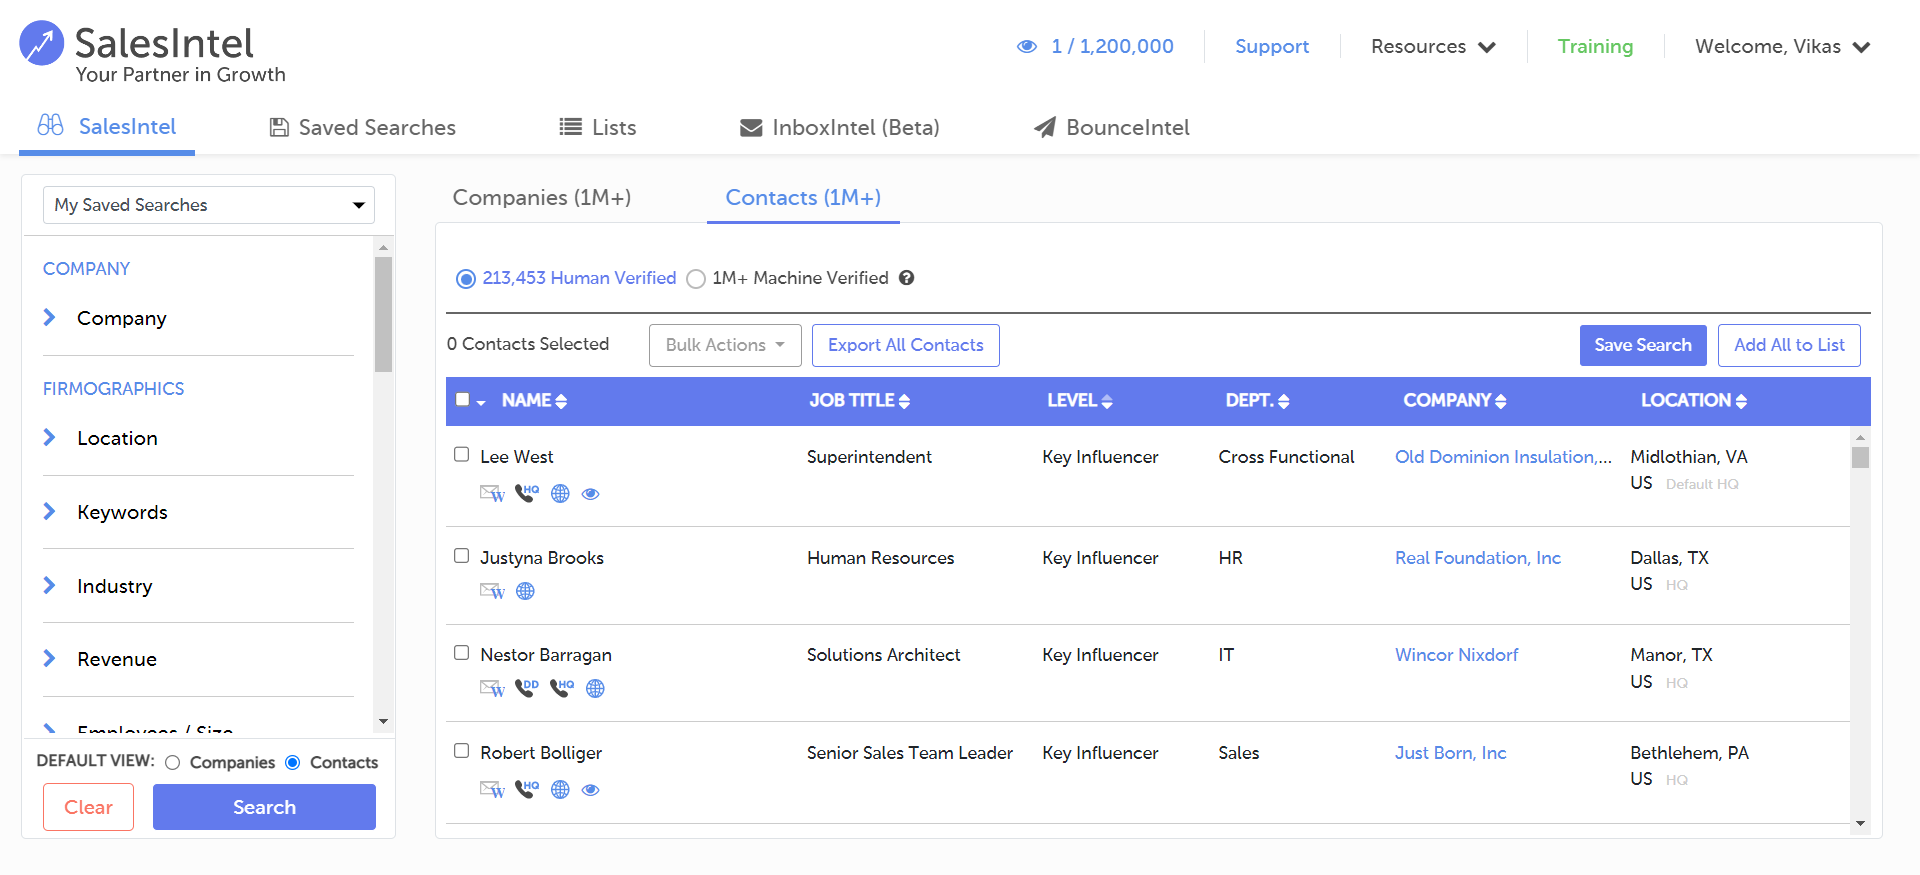 SalesIntel
Your Partner in Growth
1 / 1,200,000
Support
Resources
Training
Welcome, Vikas
SalesIntel
Saved Searches
Lists
InboxIntel (Beta)
BounceIntel
My Saved Searches
COMPANY
Company
FIRMOGRAPHICS
Location
Keywords
Industry
Revenue
Employees / Size
DEFAULT VIEW: Companies Contacts
Clear
Search
Companies (1M+)
Contacts (1M+)
213,453 Human Verified
1M+ Machine Verified ?
0 Contacts Selected
Bulk Actions
Export All Contacts
Save Search
Add All to List
NAME JOB TITLE LEVEL DEPT. COMPANY LOCATION
Lee West Superintendent Key Influencer Cross Functional Old Dominion Insulation,... Midlothian, VA
W HQ US Default HQ
Justyna Brooks Human Resources Key Influencer HR Real Foundation, Inc Dallas, TX
W US HQ
Nestor Barragan Solutions Architect Key Influencer IT Wincor Nixdorf Manor, TX
W DD HQ US HQ
Robert Bolliger Senior Sales Team Leader Key Influencer Sales Just Born, Inc Bethlehem, PA
W HQ US HQ